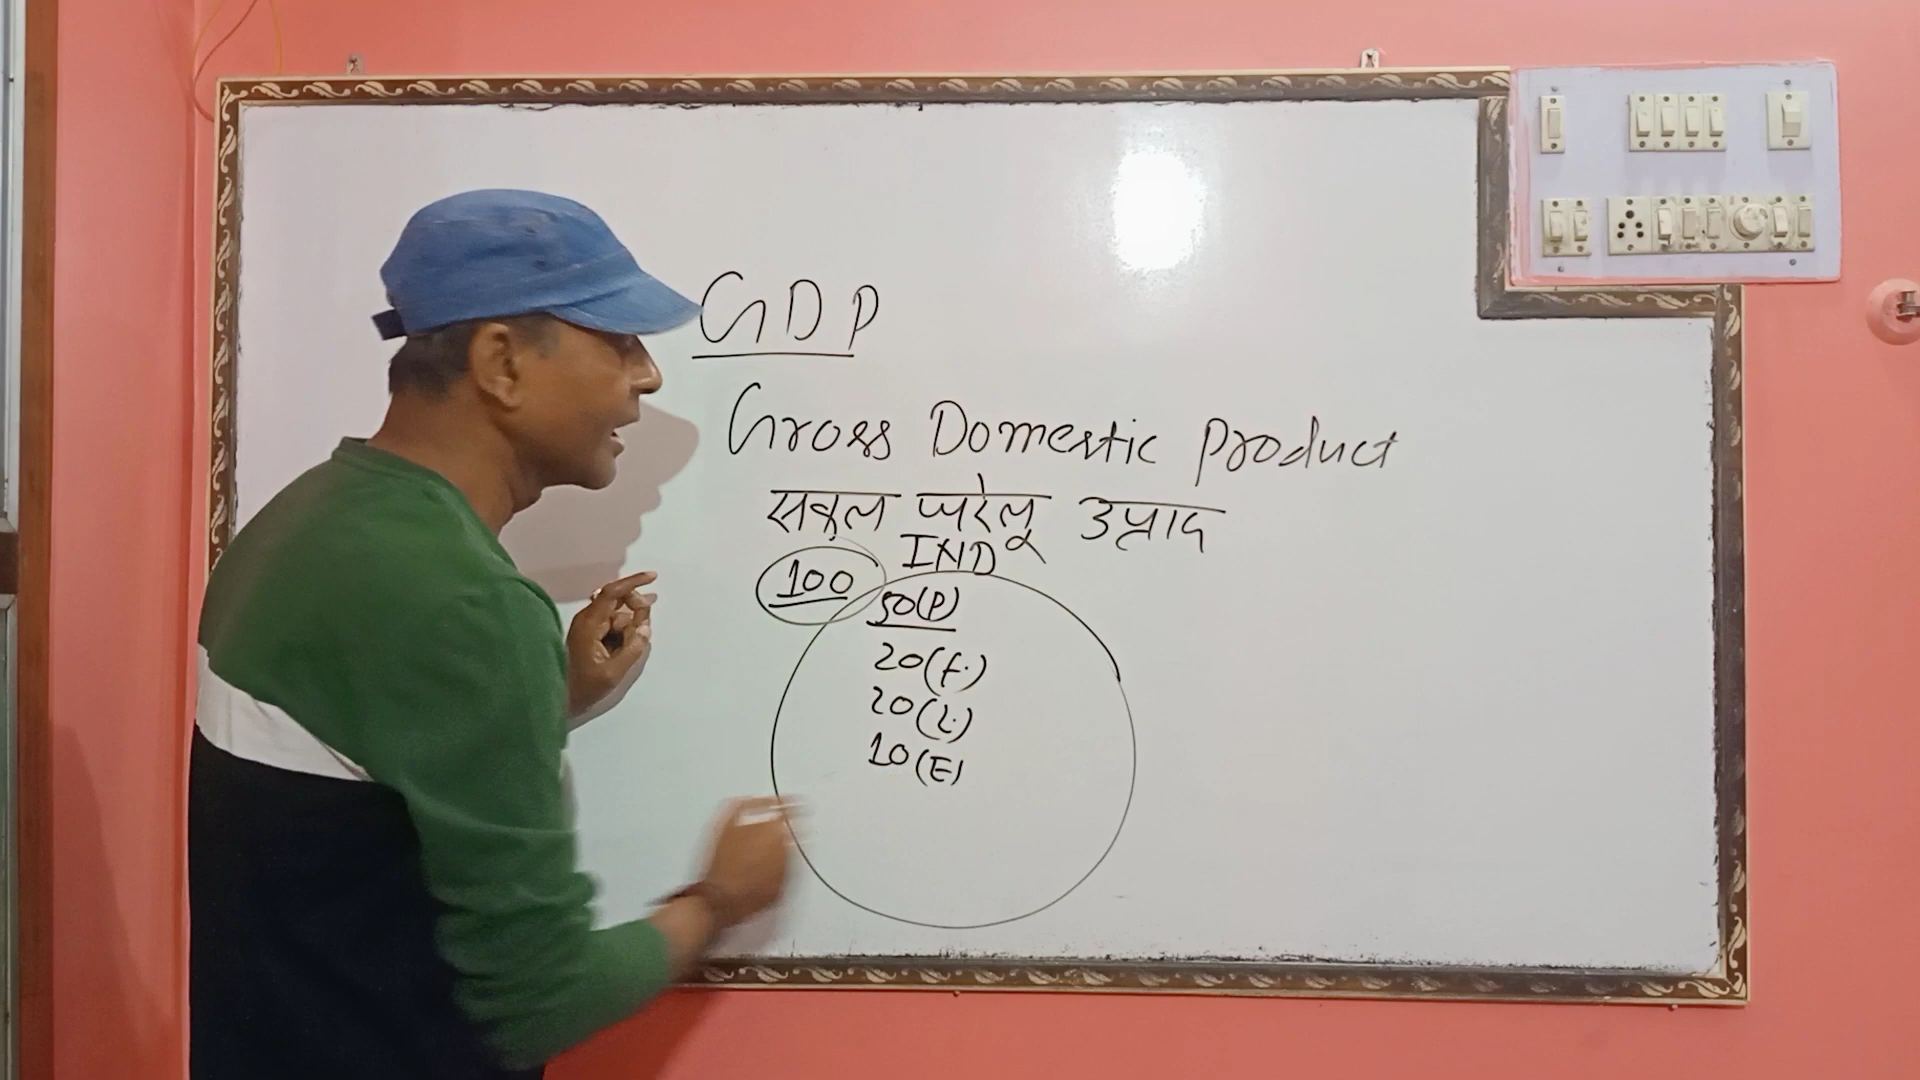 GDP
Gross Domestic Product
सकल घरेलू उत्पाद
IND
100
50(P)
20(f.)
20(L.)
10(E)